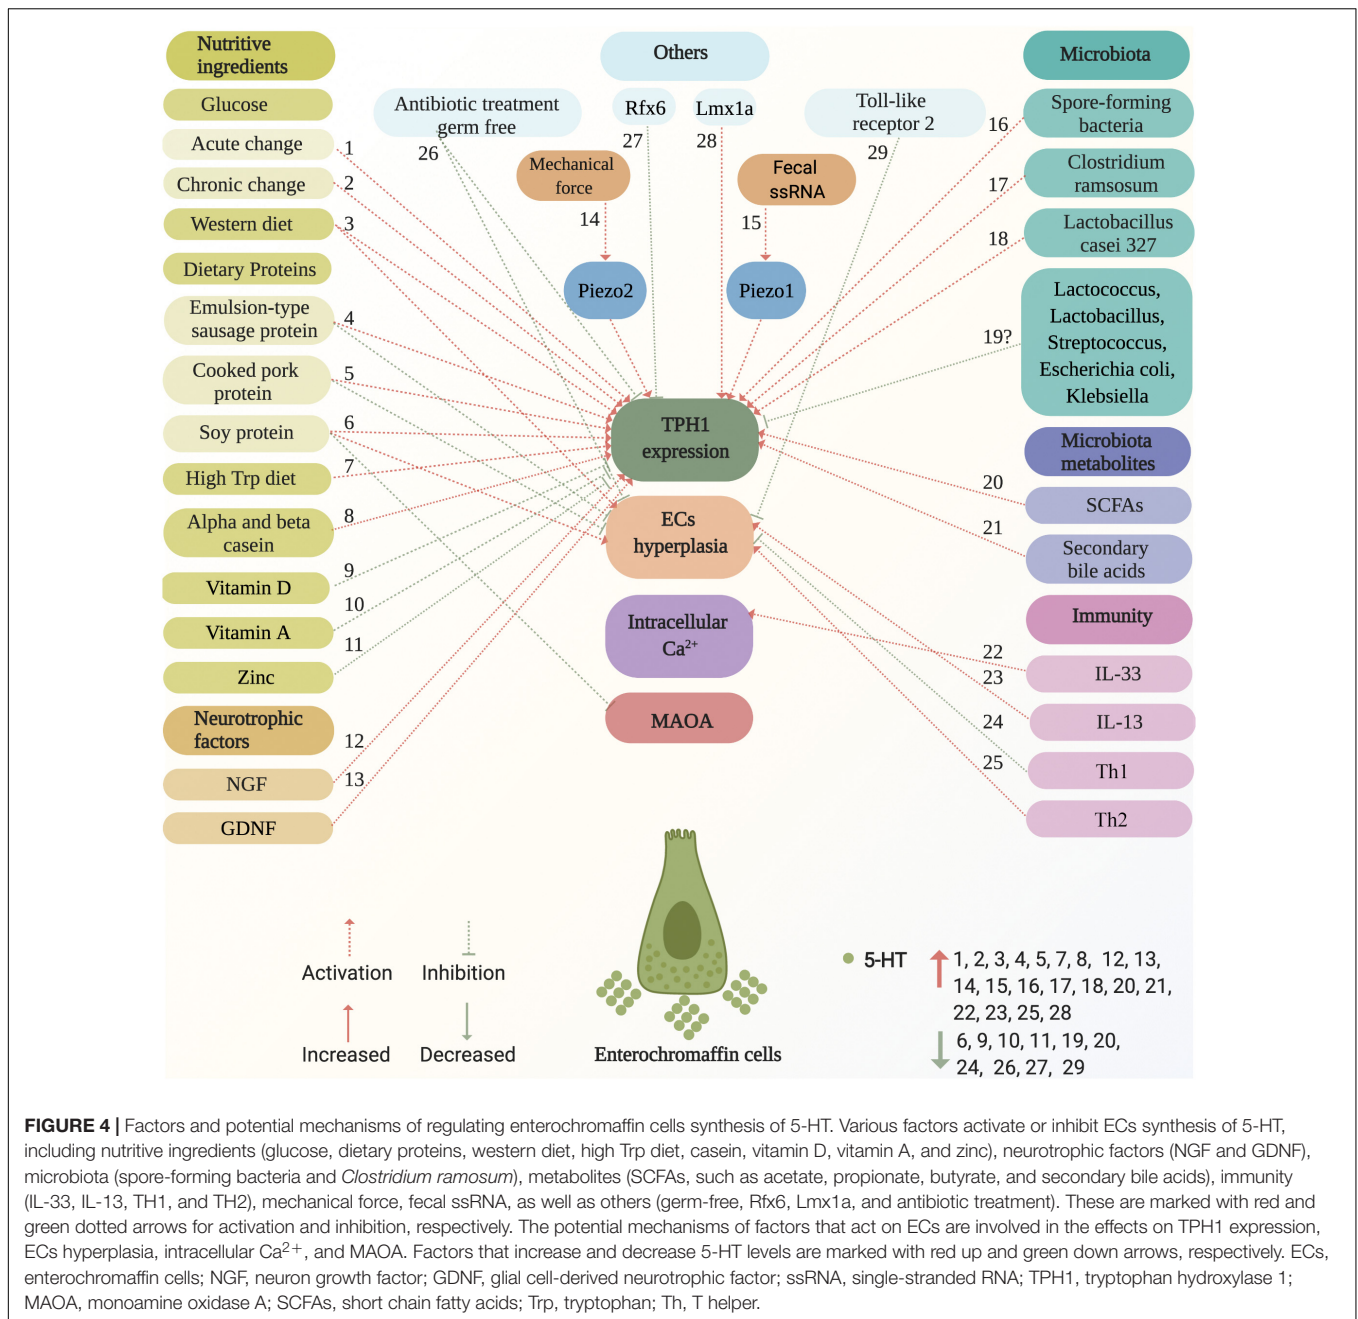 Nutritive
ingredients
Glucose
Acute change
Chronic change
Western diet
Dietary Proteins
Emulsion-type
sausage protein
Cooked pork
protein
Soy protein
High Trp diet
Alpha and beta
casein
Vitamin D
Vitamin A
Zinc
Neurotrophic
factors
NGF
GDNF
1
2
3
4
5
6
7
8
9
10
11
12
13
Others
Antibiotic treatment
germ free
Rfx6
Lmx1a
Toll-like
receptor 2
26
27
28
29
Mechanical
force
Fecal
ssRNA
14
15
Piezo2
Piezo1
TPH1
expression
ECs
hyperplasia
Intracellular
Ca²⁺
MAOA
Microbiota
Spore-forming
bacteria
Clostridium
ramsosum
Lactobacillus
casei 327
Lactococcus,
Lactobacillus,
Streptococcus,
Escherichia coli,
Klebsiella
Microbiota
metabolites
SCFAs
Secondary
bile acids
Immunity
IL-33
IL-13
Th1
Th2
16
17
18
19?
20
21
22
23
24
25
Activation
Inhibition
Increased
Decreased
Enterochromaffin cells
5-HT
1, 2, 3, 4, 5, 7, 8, 12, 13,
14, 15, 16, 17, 18, 20, 21,
22, 23, 25, 28
6, 9, 10, 11, 19, 20,
24, 26, 27, 29
FIGURE 4 | Factors and potential mechanisms of regulating enterochromaffin cells synthesis of 5-HT. Various factors activate or inhibit ECs synthesis of 5-HT,
including nutritive ingredients (glucose, dietary proteins, western diet, high Trp diet, casein, vitamin D, vitamin A, and zinc), neurotrophic factors (NGF and GDNF),
microbiota (spore-forming bacteria and Clostridium ramosum), metabolites (SCFAs, such as acetate, propionate, butyrate, and secondary bile acids), immunity
(IL-33, IL-13, TH1, and TH2), mechanical force, fecal ssRNA, as well as others (germ-free, Rfx6, Lmx1a, and antibiotic treatment). These are marked with red and
green dotted arrows for activation and inhibition, respectively. The potential mechanisms of factors that act on ECs are involved in the effects on TPH1 expression,
ECs hyperplasia, intracellular Ca²⁺, and MAOA. Factors that increase and decrease 5-HT levels are marked with red up and green down arrows, respectively. ECs,
enterochromaffin cells; NGF, neuron growth factor; GDNF, glial cell-derived neurotrophic factor; ssRNA, single-stranded RNA; TPH1, tryptophan hydroxylase 1;
MAOA, monoamine oxidase A; SCFAs, short chain fatty acids; Trp, tryptophan; Th, T helper.